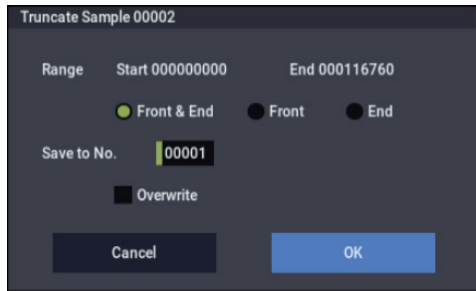 Truncate Sample 00002
Range Start 000000000 End 000116760
Front & End Front End
Save to No. 00001
Overwrite
Cancel OK